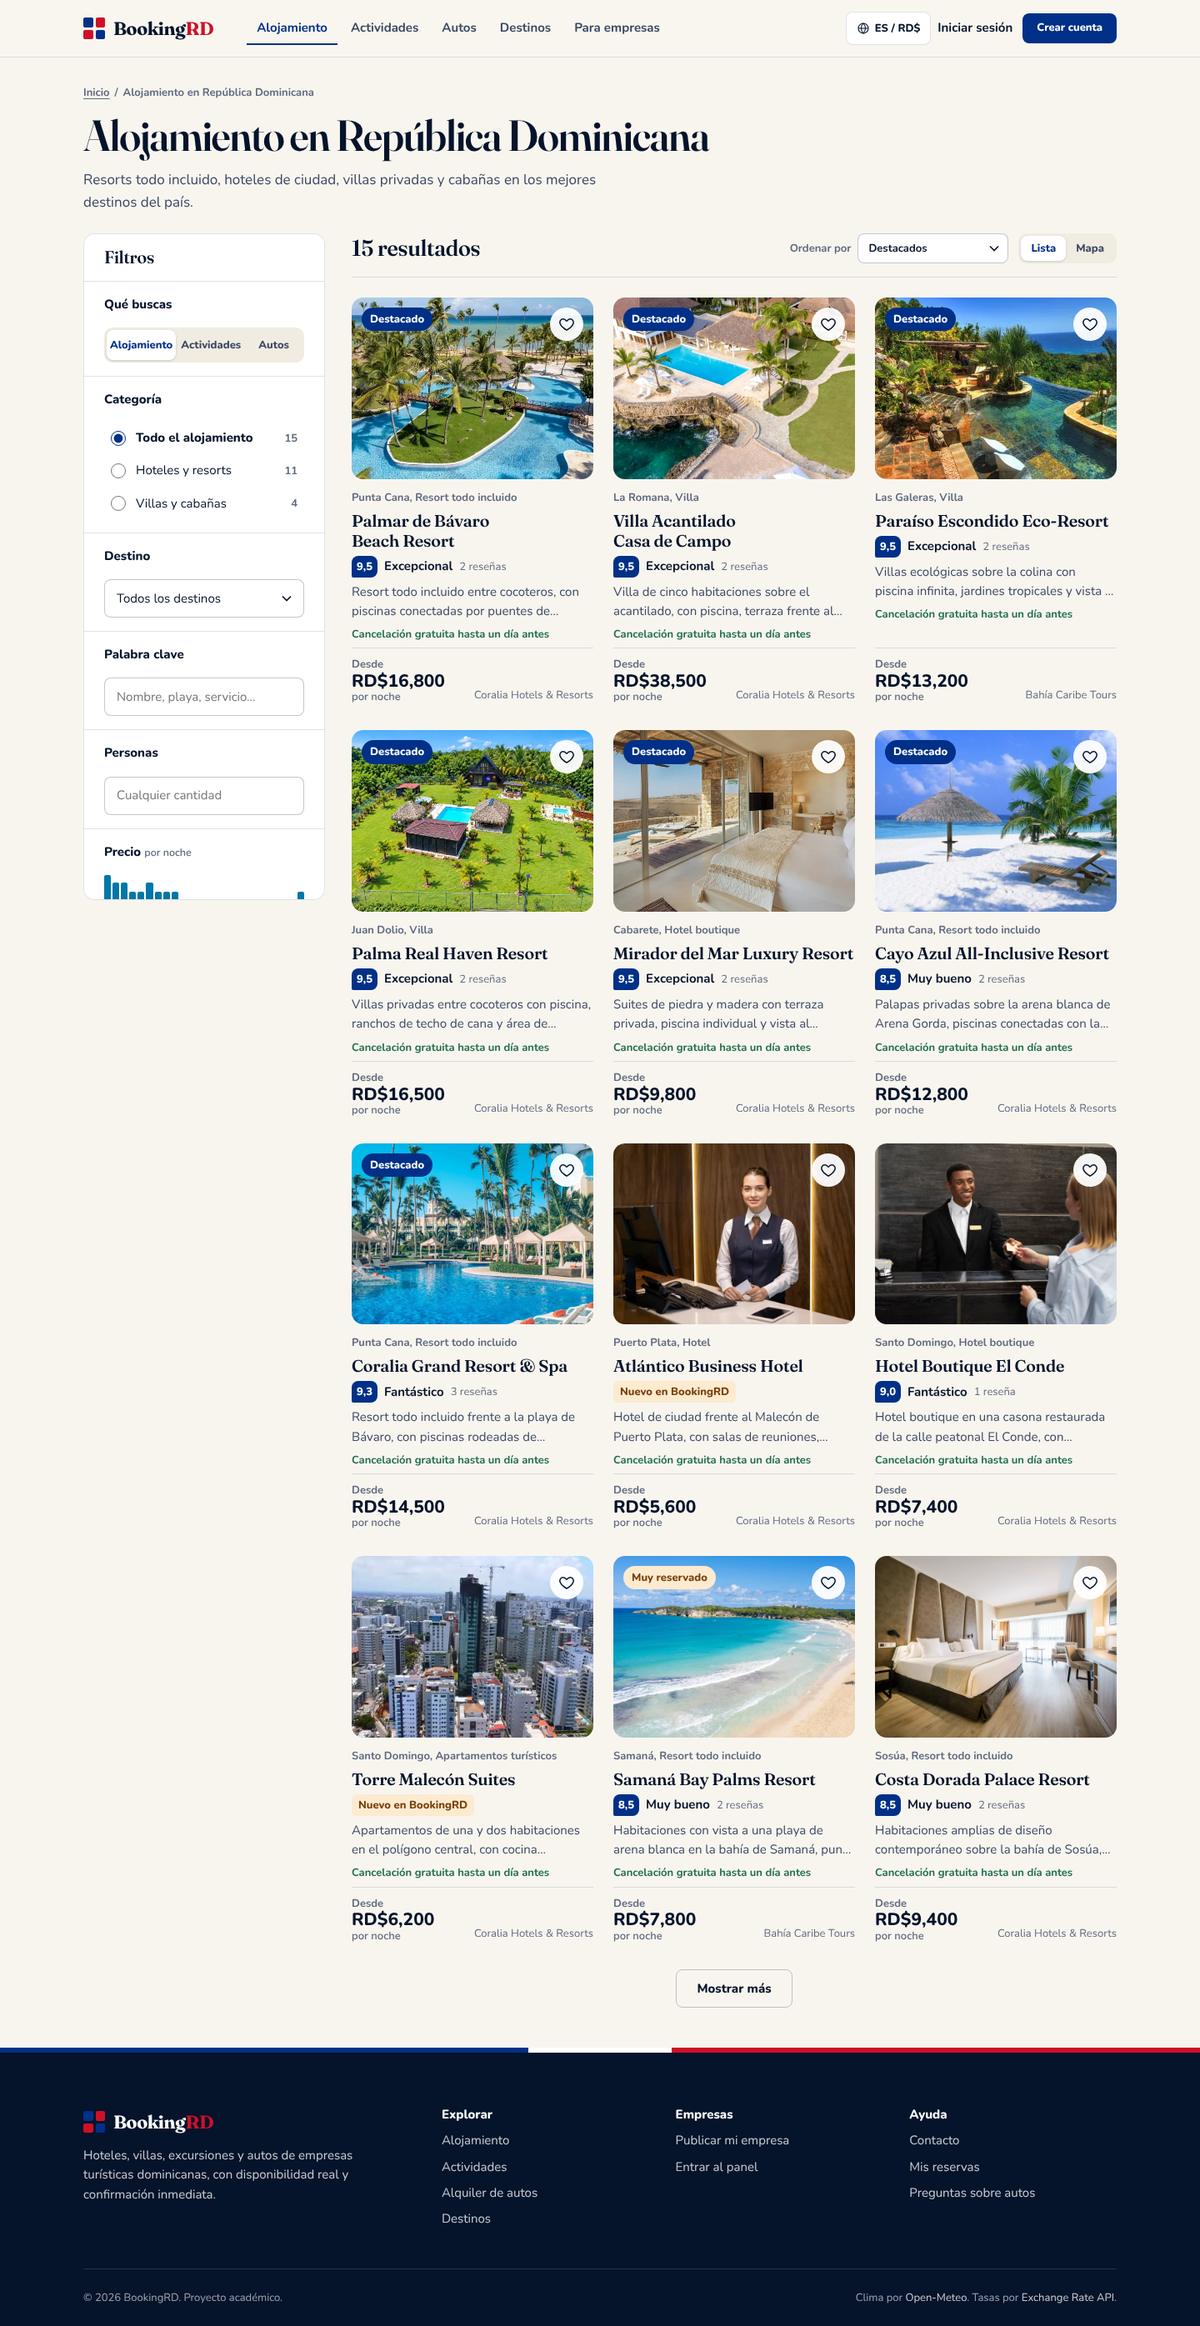 BookingRD
Alojamiento
Actividades
Autos
Destinos
Para empresas
ES / RD$
Iniciar sesión
Crear cuenta
Inicio / Alojamiento en República Dominicana
Alojamiento en República Dominicana
Resorts todo incluido, hoteles de ciudad, villas privadas y cabañas en los mejores
destinos del país.
Filtros
Qué buscas
Alojamiento
Actividades
Autos
Categoría
Todo el alojamiento 15
Hoteles y resorts 11
Villas y cabañas 4
Destino
Todos los destinos
Palabra clave
Nombre, playa, servicio...
Personas
Cualquier cantidad
Precio por noche
15 resultados
Ordenar por
Destacados
Lista
Mapa
Destacado
Punta Cana, Resort todo incluido
Palmar de Bávaro
Beach Resort
9,5 Excepcional 2 reseñas
Resort todo incluido entre cocoteros, con
piscinas conectadas por puentes de...
Cancelación gratuita hasta un día antes
Desde
RD$16,800
por noche
Coralia Hotels & Resorts
Destacado
La Romana, Villa
Villa Acantilado
Casa de Campo
9,5 Excepcional 2 reseñas
Villa de cinco habitaciones sobre el
acantilado, con piscina, terraza frente al...
Cancelación gratuita hasta un día antes
Desde
RD$38,500
por noche
Coralia Hotels & Resorts
Destacado
Las Galeras, Villa
Paraíso Escondido Eco-Resort
9,5 Excepcional 2 reseñas
Villas ecológicas sobre la colina con
piscina infinita, jardines tropicales y vista ...
Cancelación gratuita hasta un día antes
Desde
RD$13,200
por noche
Bahía Caribe Tours
Destacado
Juan Dolio, Villa
Palma Real Haven Resort
9,5 Excepcional 2 reseñas
Villas privadas entre cocoteros con piscina,
ranchos de techo de cana y área de...
Cancelación gratuita hasta un día antes
Desde
RD$16,500
por noche
Coralia Hotels & Resorts
Destacado
Cabarete, Hotel boutique
Mirador del Mar Luxury Resort
9,5 Excepcional 2 reseñas
Suites de piedra y madera con terraza
privada, piscina individual y vista al...
Cancelación gratuita hasta un día antes
Desde
RD$9,800
por noche
Coralia Hotels & Resorts
Destacado
Punta Cana, Resort todo incluido
Cayo Azul All-Inclusive Resort
8,5 Muy bueno 2 reseñas
Palapas privadas sobre la arena blanca de
Arena Gorda, piscinas conectadas con la...
Cancelación gratuita hasta un día antes
Desde
RD$12,800
por noche
Coralia Hotels & Resorts
Destacado
Punta Cana, Resort todo incluido
Coralia Grand Resort & Spa
9,3 Fantástico 3 reseñas
Resort todo incluido frente a la playa de
Bávaro, con piscinas rodeadas de...
Cancelación gratuita hasta un día antes
Desde
RD$14,500
por noche
Coralia Hotels & Resorts
Puerto Plata, Hotel
Atlántico Business Hotel
Nuevo en BookingRD
Hotel de ciudad frente al Malecón de
Puerto Plata, con salas de reuniones,...
Cancelación gratuita hasta un día antes
Desde
RD$5,600
por noche
Coralia Hotels & Resorts
Santo Domingo, Hotel boutique
Hotel Boutique El Conde
9,0 Fantástico 1 reseña
Hotel boutique en una casona restaurada
de la calle peatonal El Conde, con...
Cancelación gratuita hasta un día antes
Desde
RD$7,400
por noche
Coralia Hotels & Resorts
Santo Domingo, Apartamentos turísticos
Torre Malecón Suites
Nuevo en BookingRD
Apartamentos de una y dos habitaciones
en el polígono central, con cocina...
Cancelación gratuita hasta un día antes
Desde
RD$6,200
por noche
Coralia Hotels & Resorts
Muy reservado
Samaná, Resort todo incluido
Samaná Bay Palms Resort
8,5 Muy bueno 2 reseñas
Habitaciones con vista a una playa de
arena blanca en la bahía de Samaná, pun...
Cancelación gratuita hasta un día antes
Desde
RD$7,800
por noche
Bahía Caribe Tours
Sosúa, Resort todo incluido
Costa Dorada Palace Resort
8,5 Muy bueno 2 reseñas
Habitaciones amplias de diseño
contemporáneo sobre la bahía de Sosúa,...
Cancelación gratuita hasta un día antes
Desde
RD$9,400
por noche
Coralia Hotels & Resorts
Mostrar más
BookingRD
Hoteles, villas, excursiones y autos de empresas
turísticas dominicanas, con disponibilidad real y
confirmación inmediata.
Explorar
Alojamiento
Actividades
Alquiler de autos
Destinos
Empresas
Publicar mi empresa
Entrar al panel
Ayuda
Contacto
Mis reservas
Preguntas sobre autos
© 2026 BookingRD. Proyecto académico.
Clima por Open-Meteo. Tasas por Exchange Rate API.